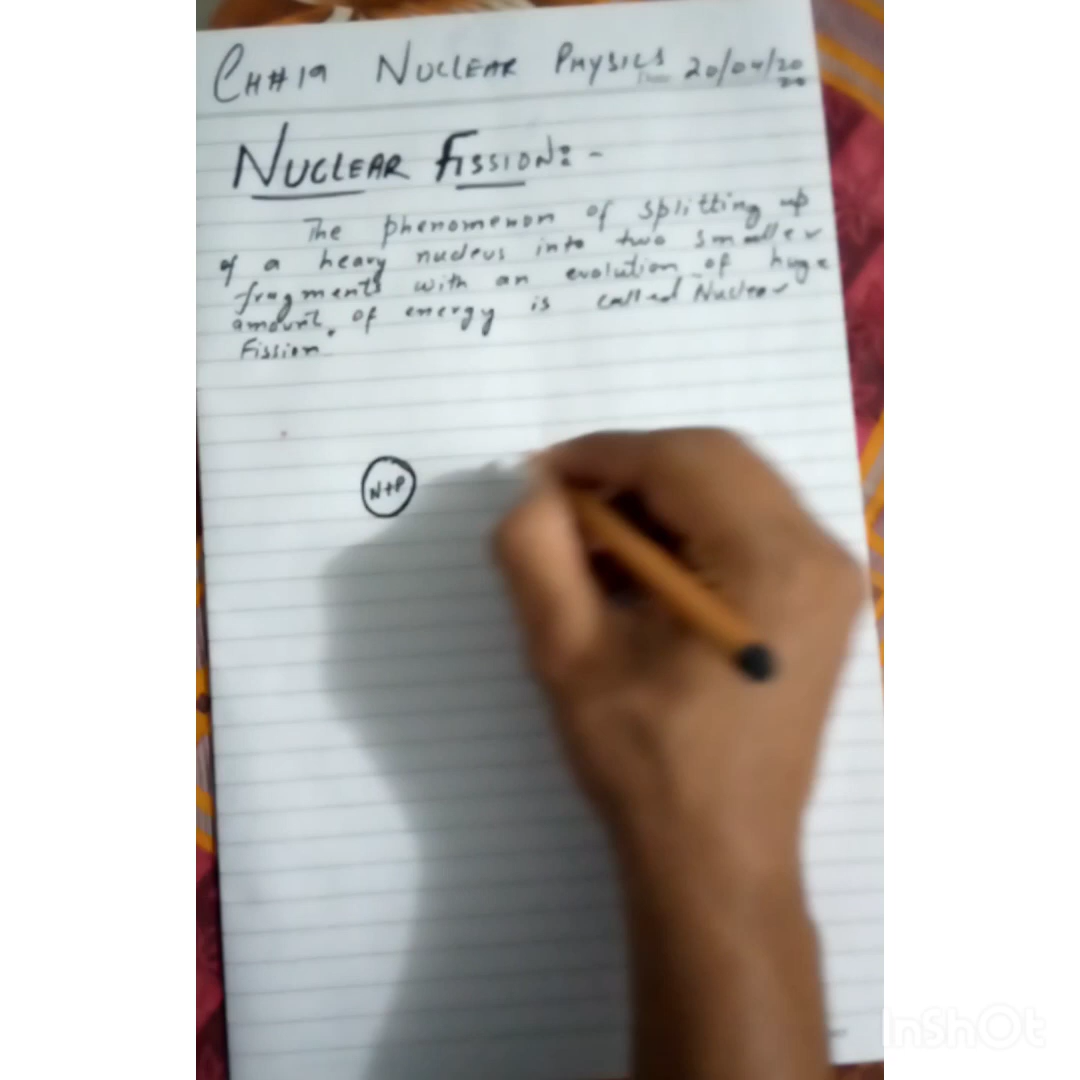 CH#19 NUCLEAR PHYSICS 20/04/20
20
NUCLEAR FISSION:-
The phenomenon of splitting up
of a heavy nucleus into two smaller
fragments with an evolution of huge
amount of energy is called Nuclear
Fission
N+P
InShOt